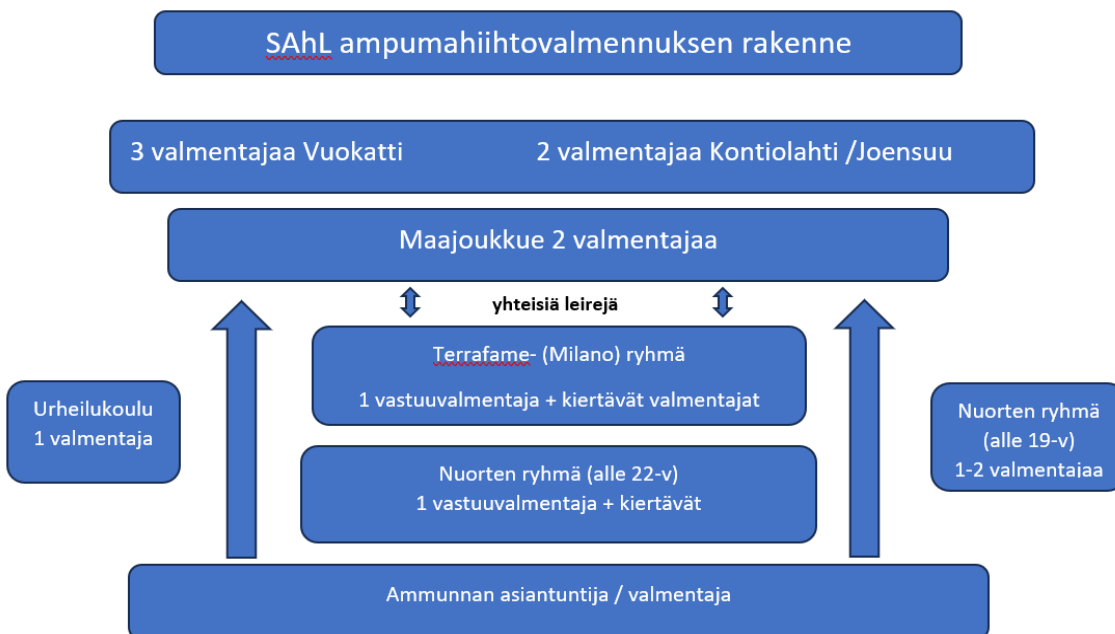 SAhL ampumahiihtovalmennuksen rakenne
3 valmentajaa Vuokatti 2 valmentajaa Kontiolahti /Joensuu
Maajoukkue 2 valmentajaa
yhteisiä leirejä
Terrafame- (Milano) ryhmä
1 vastuuvalmentaja + kiertävät valmentajat
Urheilukoulu
1 valmentaja
Nuorten ryhmä
(alle 19-v)
1-2 valmentajaa
Nuorten ryhmä (alle 22-v)
1 vastuuvalmentaja + kiertävät
Ammunnan asiantuntija / valmentaja